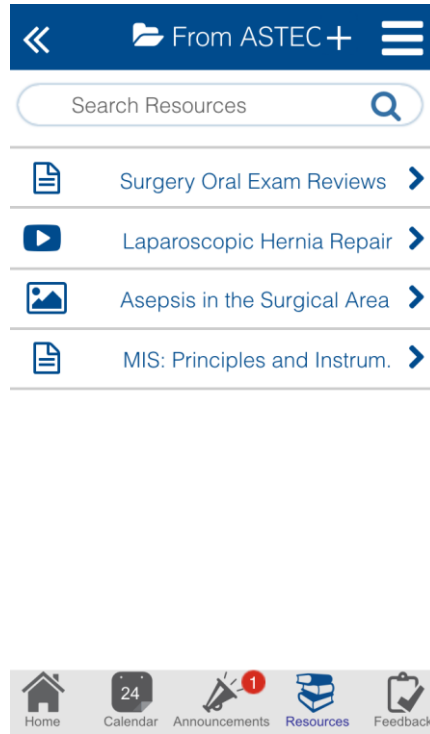 From ASTEC
Search Resources
Surgery Oral Exam Reviews
Laparoscopic Hernia Repair
Asepsis in the Surgical Area
MIS: Principles and Instrum.
24
1
Home
Calendar
Announcements
Resources
Feedback